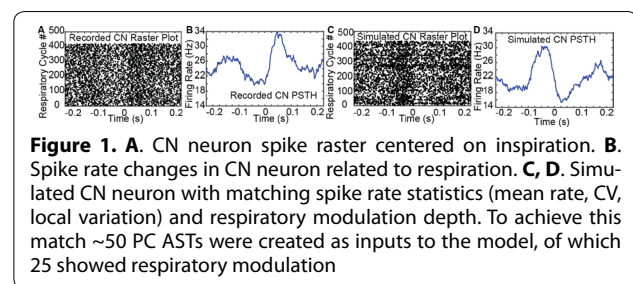 A Recorded CN Raster Plot
500
400
300
200
100
0
Respiratory Cycle #
-0.2 -0.1 0 0.1 0.2
Time (s)
B
34
30
26
22
18
14
Firing Rate (Hz)
Recorded CN PSTH
-0.2 -0.1 0 0.1 0.2
Time (s)
C Simulated CN Raster Plot
500
400
300
200
100
0
Respiratory Cycle #
-0.2 -0.1 0 0.1 0.2
Time (s)
D
34
30
26
22
18
14
Firing Rate (Hz)
Simulated CN PSTH
-0.2 -0.1 0 0.1 0.2
Time (s)
Figure 1. A. CN neuron spike raster centered on inspiration. B.
Spike rate changes in CN neuron related to respiration. C, D. Simu-
lated CN neuron with matching spike rate statistics (mean rate, CV,
local variation) and respiratory modulation depth. To achieve this
match ~50 PC ASTs were created as inputs to the model, of which
25 showed respiratory modulation